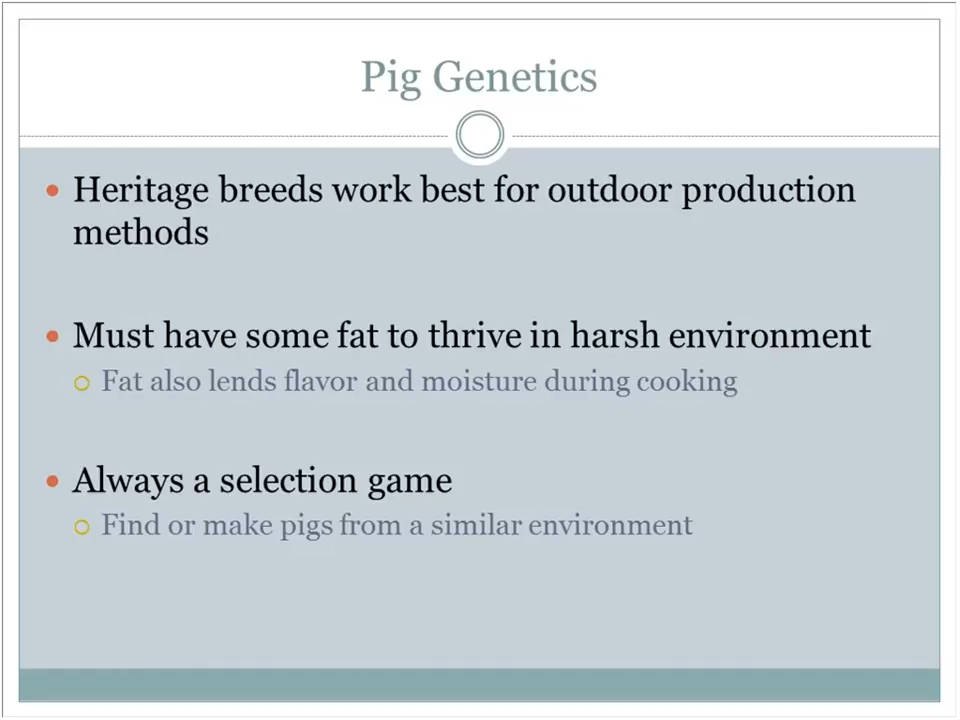 Pig Genetics
Heritage breeds work best for outdoor production
methods
Must have some fat to thrive in harsh environment
Fat also lends flavor and moisture during cooking
Always a selection game
Find or make pigs from a similar environment